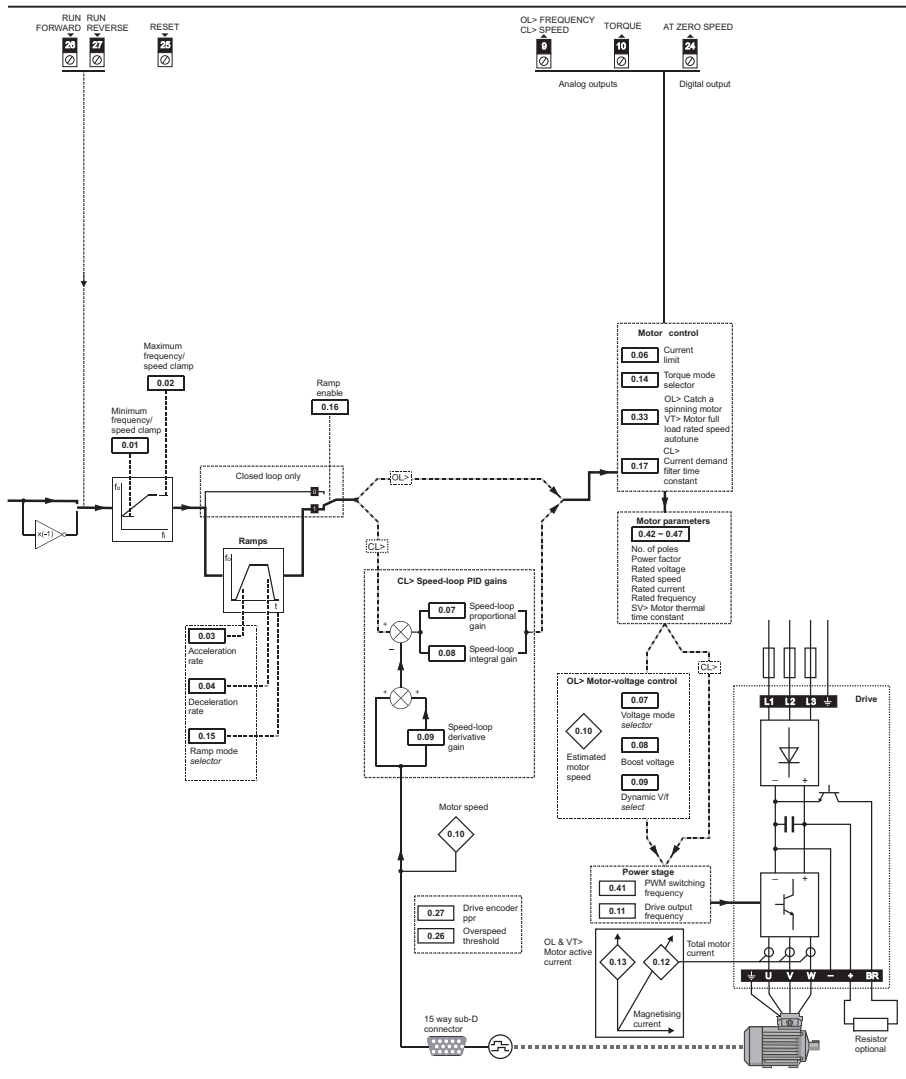 RUN FORWARD
RUN REVERSE
RESET
26
27
25
OL> FREQUENCY
CL> SPEED
TORQUE
AT ZERO SPEED
9
10
24
Analog outputs
Digital output
Maximum
frequency/
speed clamp
0.02
Minimum
frequency/
speed clamp
0.01
Ramp
enable
0.16
Closed loop only
0
1
x(-1)
fo
fi
Ramps
fo
t
0.03
Acceleration
rate
0.04
Deceleration
rate
0.15
Ramp mode
selector
OL>
CL>
CL> Speed-loop PID gains
+
−
0.07
Speed-loop
proportional
gain
0.08
Speed-loop
integral gain
+
+
0.09
Speed-loop
derivative
gain
Motor speed
0.10
0.27
Drive encoder
ppr
0.26
Overspeed
threshold
15 way sub-D
connector
Motor control
0.06
Current
limit
0.14
Torque mode
selector
0.33
OL> Catch a
spinning motor
VT> Motor full
load rated speed
autotune
0.17
CL>
Current demand
filter time
constant
Motor parameters
0.42 ~ 0.47
No. of poles
Power factor
Rated voltage
Rated speed
Rated current
Rated frequency
SV> Motor thermal
time constant
CL>
OL> Motor-voltage control
0.07
Voltage mode
selector
0.10
Estimated
motor
speed
0.08
Boost voltage
0.09
Dynamic V/f
select
Power stage
0.41
PWM switching
frequency
0.11
Drive output
frequency
OL & VT>
Motor active
current
0.13
0.12
Total motor
current
Magnetising
current
L1 L2 L3
Drive
−
+
−
+
U V W − + BR
Resistor
optional